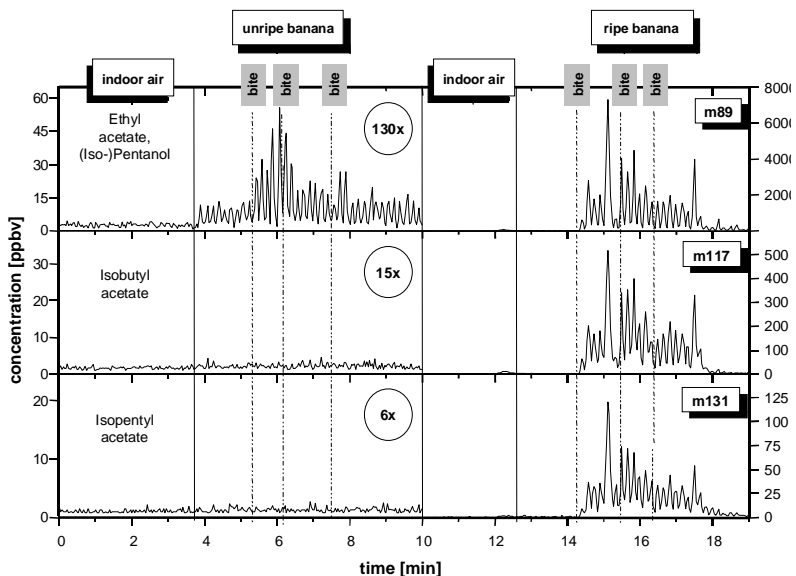 unripe banana
ripe banana
indoor air
bite
bite
bite
indoor air
bite
bite
bite
60
45
30
15
0
Ethyl
acetate,
(Iso-)Pentanol
130x
m89
8000
7000
6000
4000
2000
0
30
20
10
0
Isobutyl
acetate
15x
m117
500
400
300
200
100
0
20
10
0
Isopentyl
acetate
6x
m131
125
100
75
50
25
0
concentration [ppbv]
0
2
4
6
8
10
12
14
16
18
time [min]